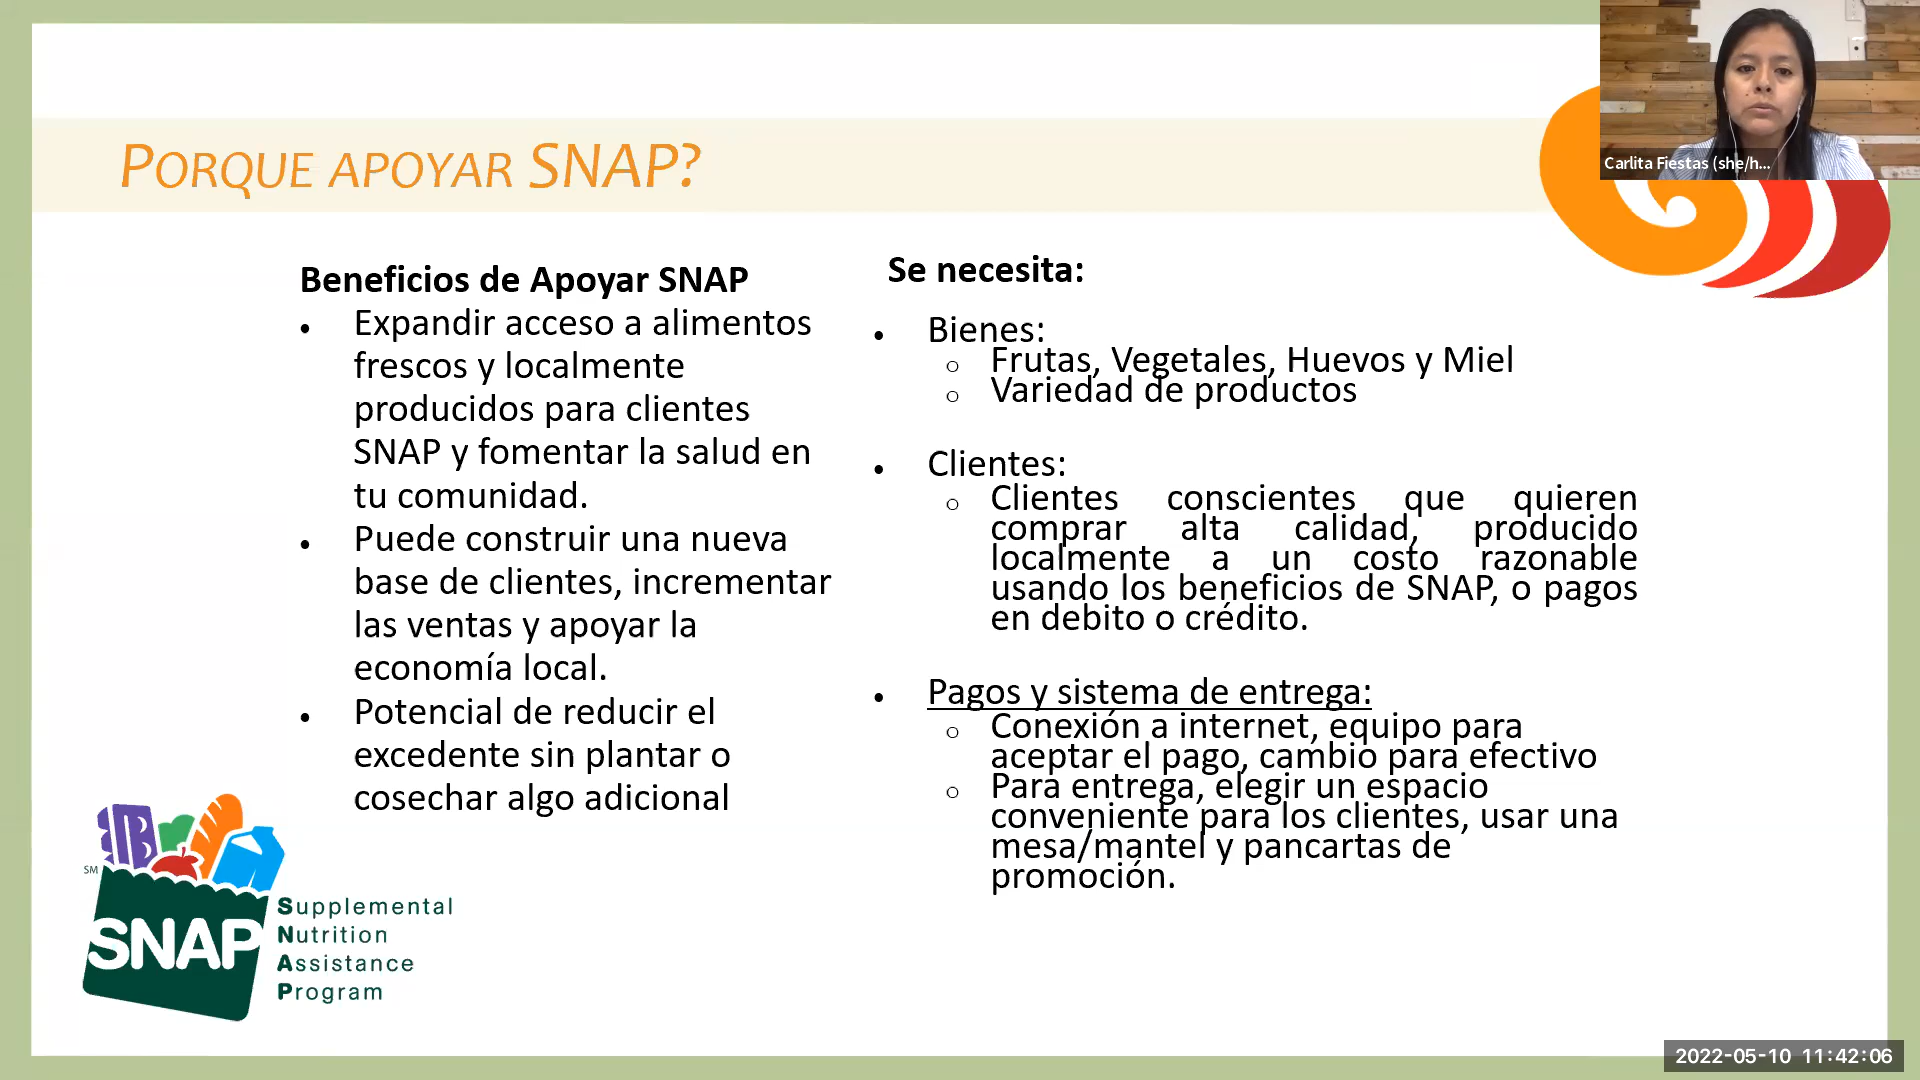 PORQUE APOYAR SNAP?
Carlita Fiestas (she/h...
Beneficios de Apoyar SNAP
• Expandir acceso a alimentos
frescos y localmente
producidos para clientes
SNAP y fomentar la salud en
tu comunidad.
• Puede construir una nueva
base de clientes, incrementar
las ventas y apoyar la
economía local.
• Potencial de reducir el
excedente sin plantar o
cosechar algo adicional
Se necesita:
• Bienes:
○ Frutas, Vegetales, Huevos y Miel
○ Variedad de productos
• Clientes:
○ Clientes conscientes que quieren
comprar alta calidad, producido
localmente a un costo razonable
usando los beneficios de SNAP, o pagos
en debito o crédito.
• Pagos y sistema de entrega:
○ Conexión a internet, equipo para
aceptar el pago, cambio para efectivo
○ Para entrega, elegir un espacio
conveniente para los clientes, usar una
mesa/mantel y pancartas de
promoción.
SM
SNAP
Supplemental
Nutrition
Assistance
Program
2022-05-10 11:42:06